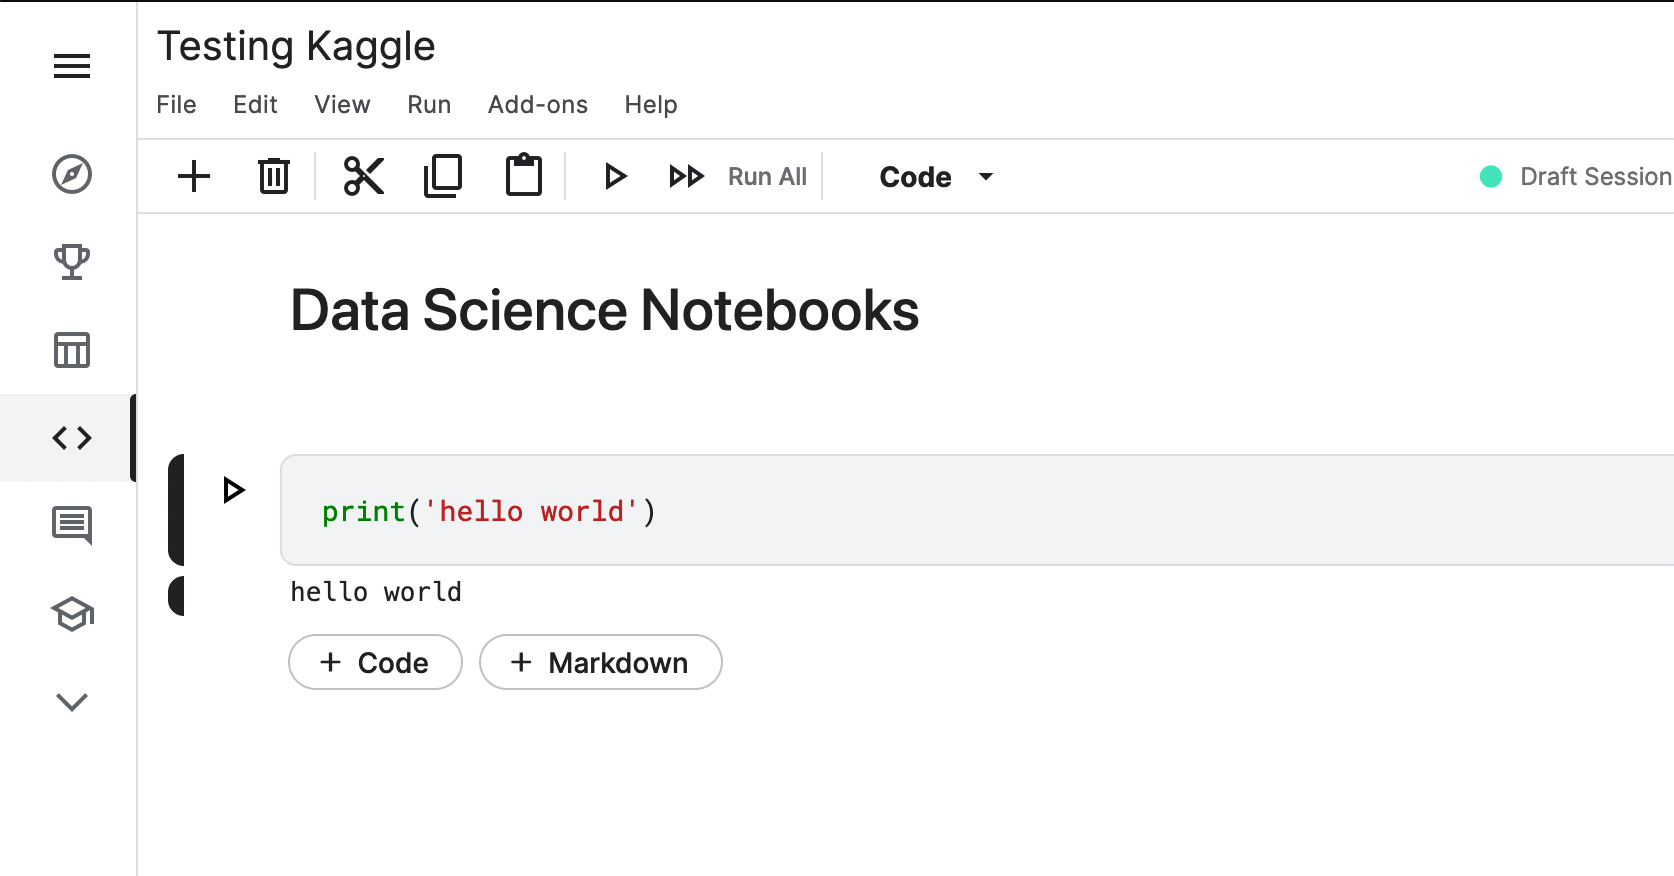 Testing Kaggle
File Edit View Run Add-ons Help
Run All Code Draft Session
Data Science Notebooks
print('hello world')
hello world
+ Code + Markdown